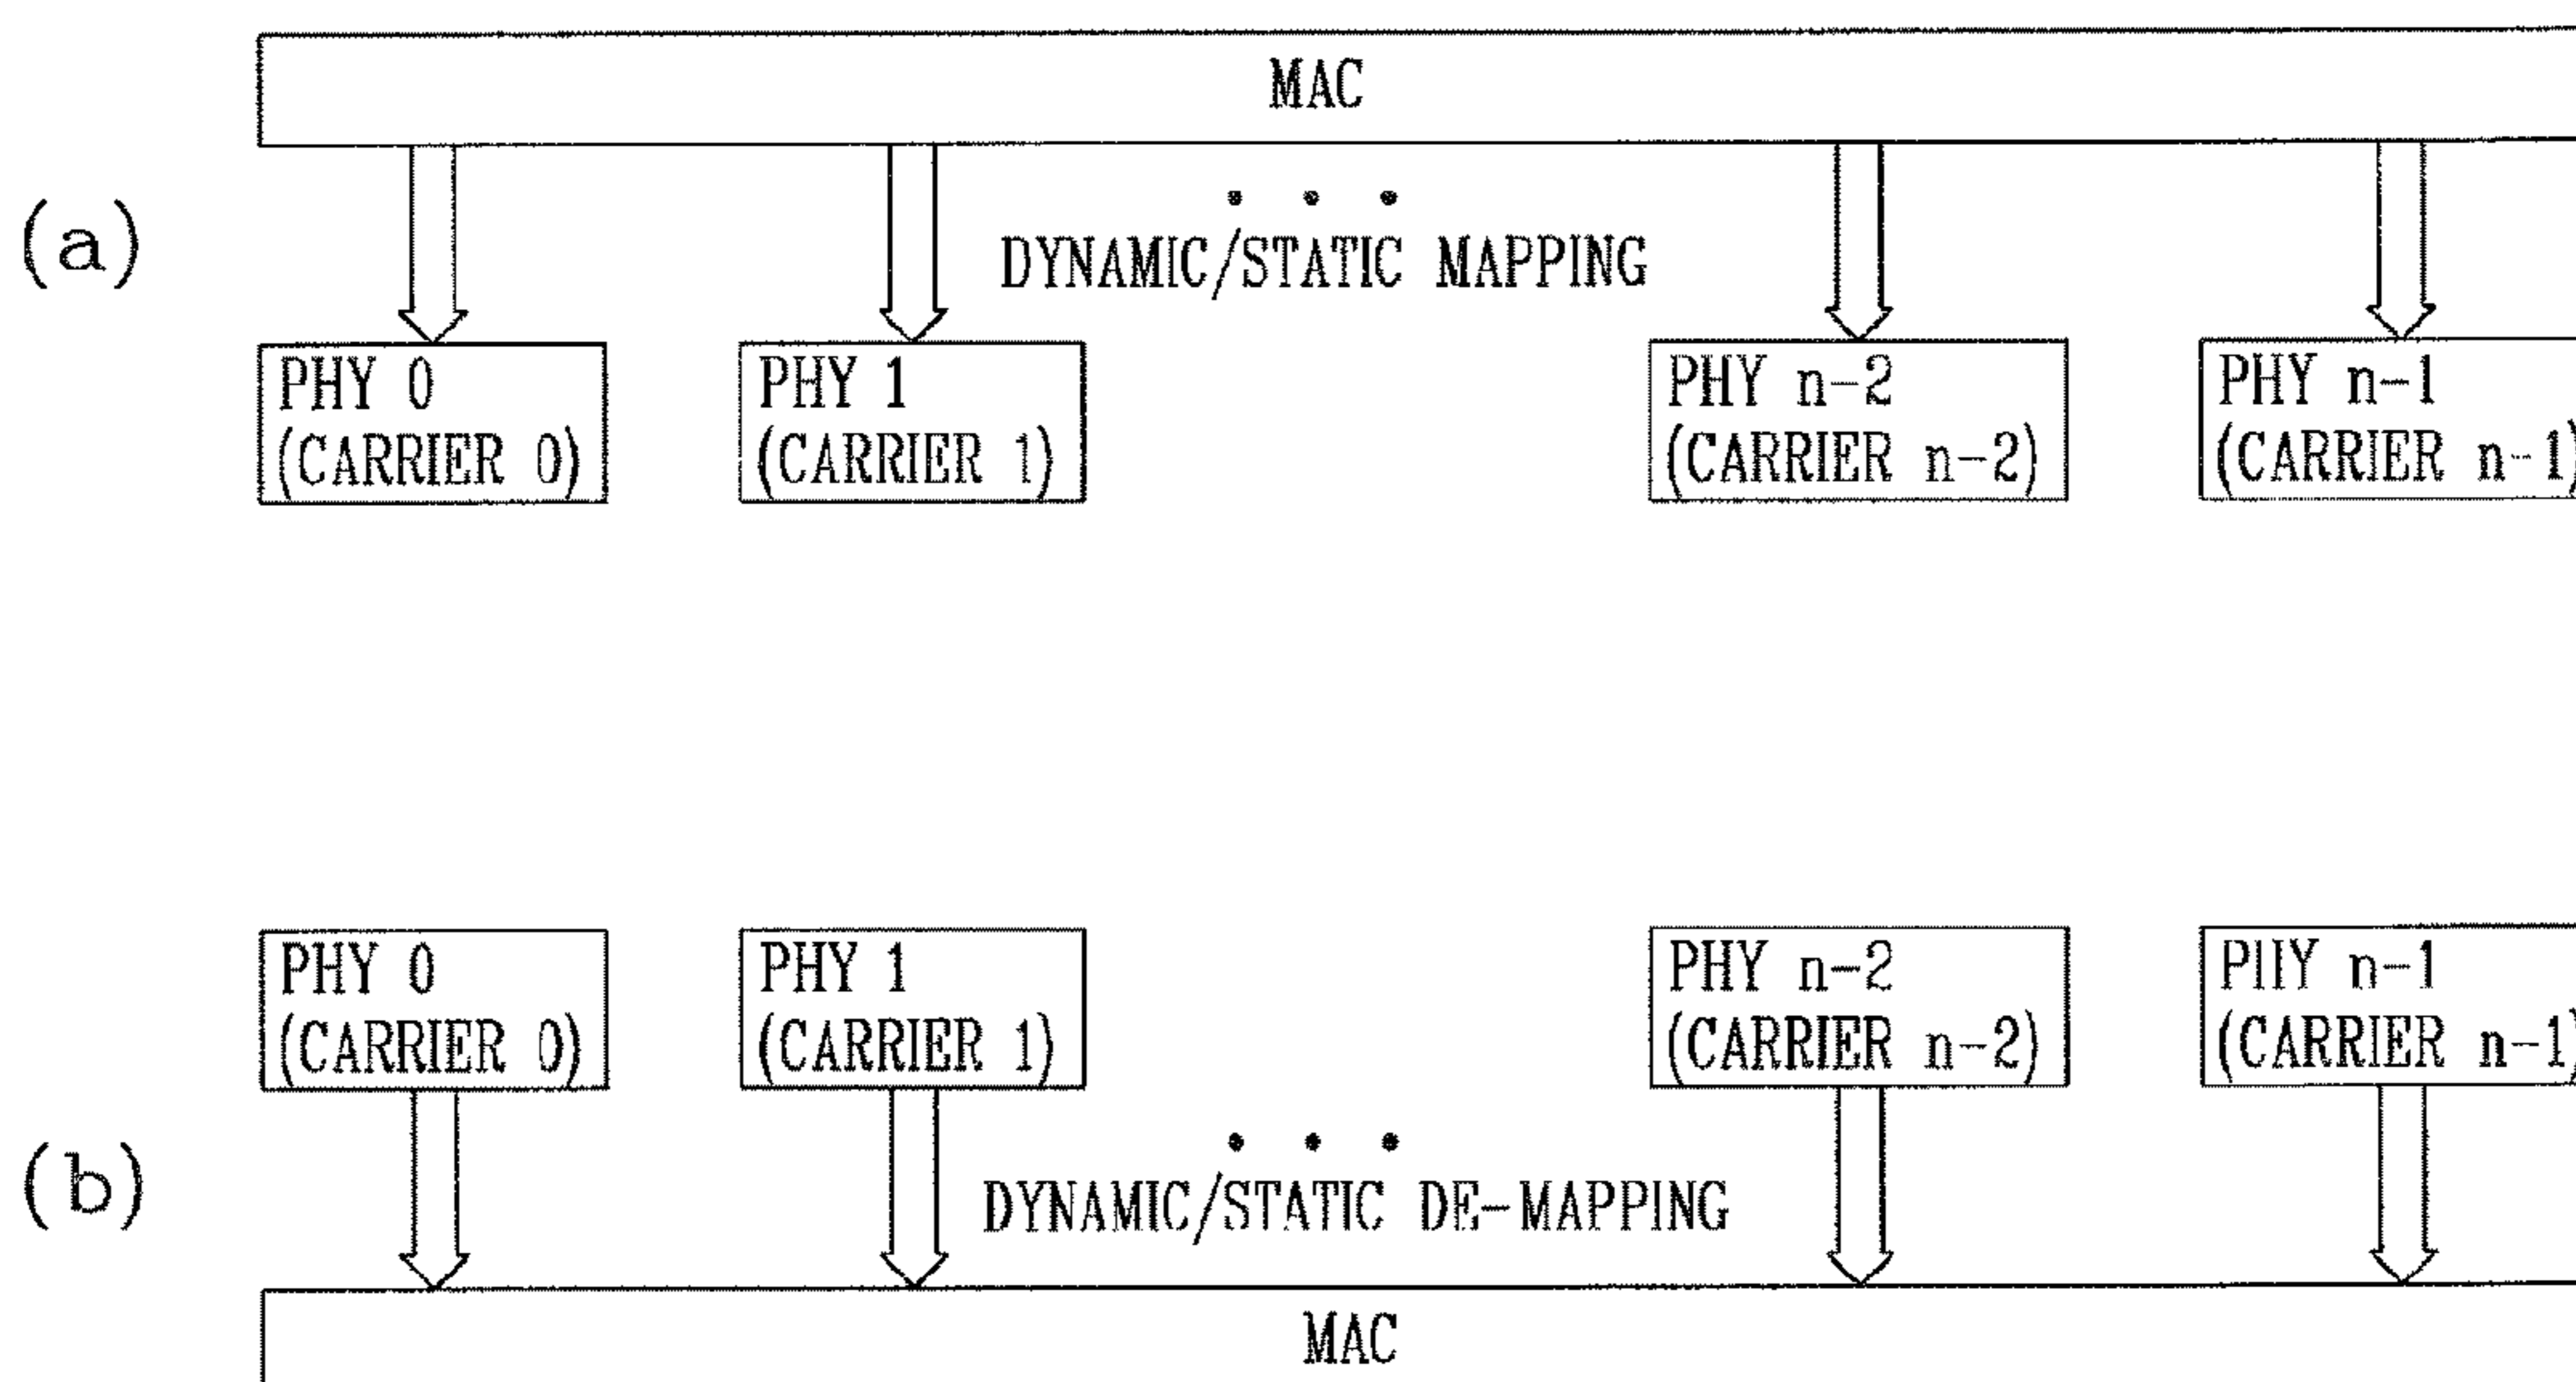 MAC
(a)
. . .
DYNAMIC/STATIC MAPPING
PHY 0
(CARRIER 0)
PHY 1
(CARRIER 1)
PHY n-2
(CARRIER n-2)
PHY n-1
(CARRIER n-1)
PHY 0
(CARRIER 0)
PHY 1
(CARRIER 1)
PHY n-2
(CARRIER n-2)
PHY n-1
(CARRIER n-1)
(b)
. . .
DYNAMIC/STATIC DE-MAPPING
MAC